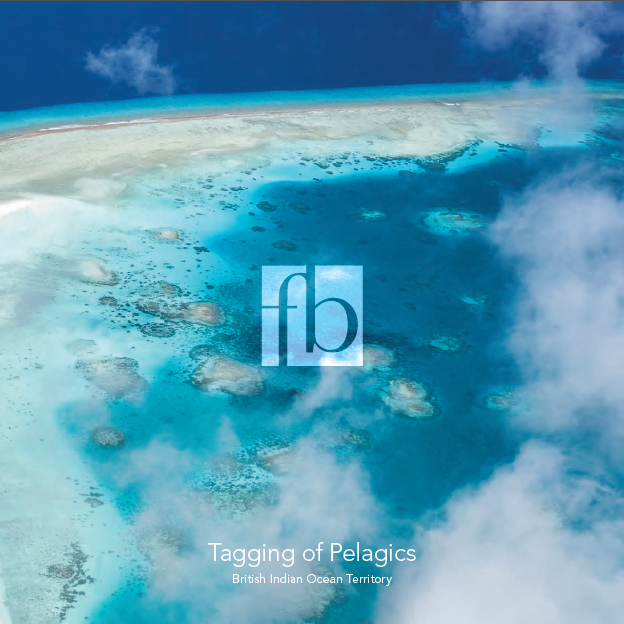 fb
Tagging of Pelagics
British Indian Ocean Territory